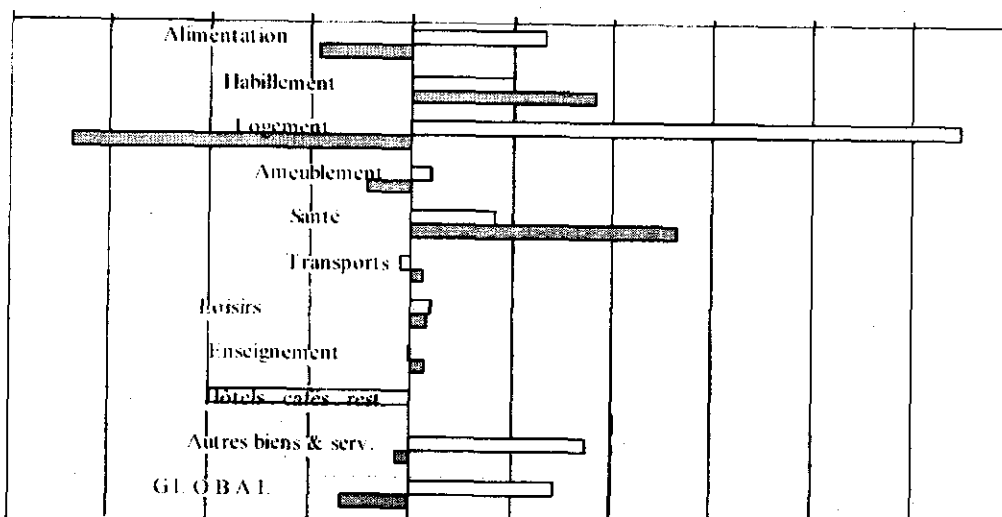 Alimentation
Habillement
Logement
Ameublement
Santé
Transports
Loisirs
Enseignement
Hôtels cafés rest.
Autres biens & serv.
GLOBAL